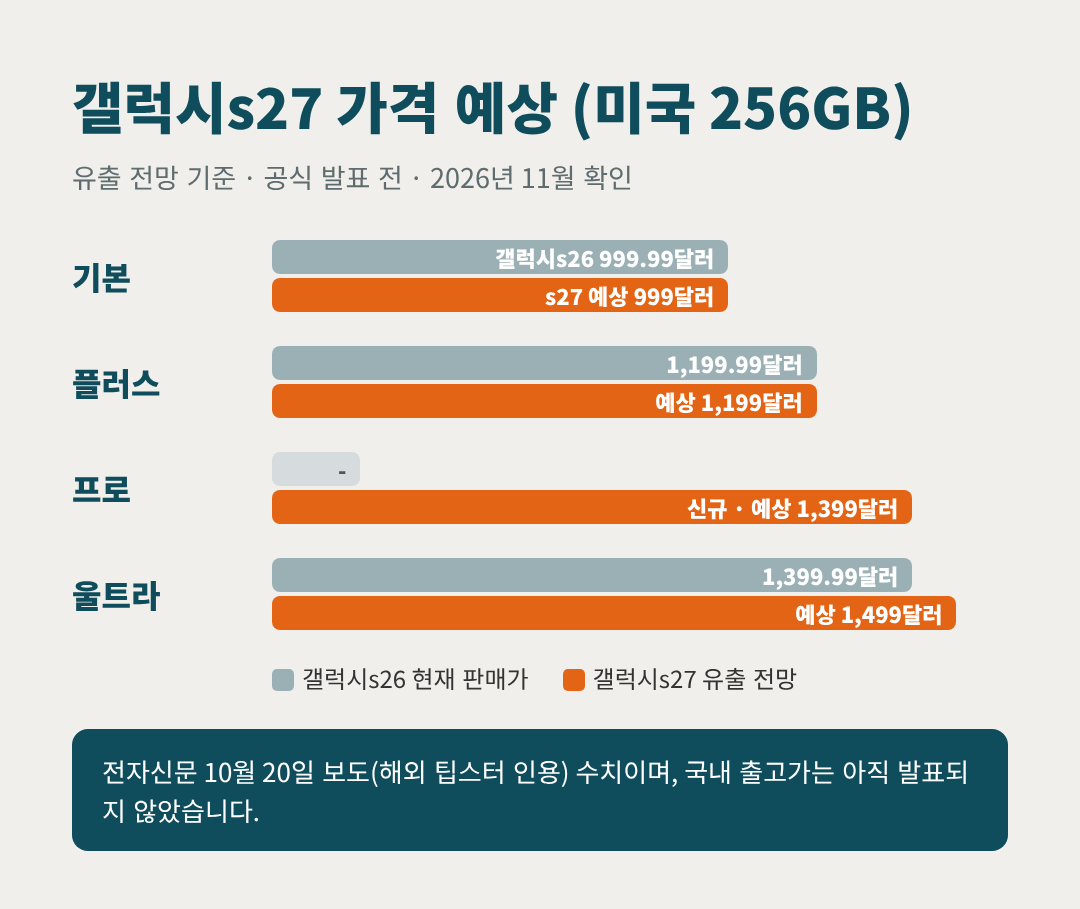 갤럭시s27 가격 예상 (미국 256GB)
유출 전망 기준 · 공식 발표 전 · 2026년 11월 확인
기본
갤럭시s26 999.99달러
s27 예상 999달러
플러스
1,199.99달러
예상 1,199달러
프로
-
신규 · 예상 1,399달러
울트라
1,399.99달러
예상 1,499달러
갤럭시s26 현재 판매가
갤럭시s27 유출 전망
전자신문 10월 20일 보도(해외 팁스터 인용) 수치이며, 국내 출고가는 아직 발표되
지 않았습니다.